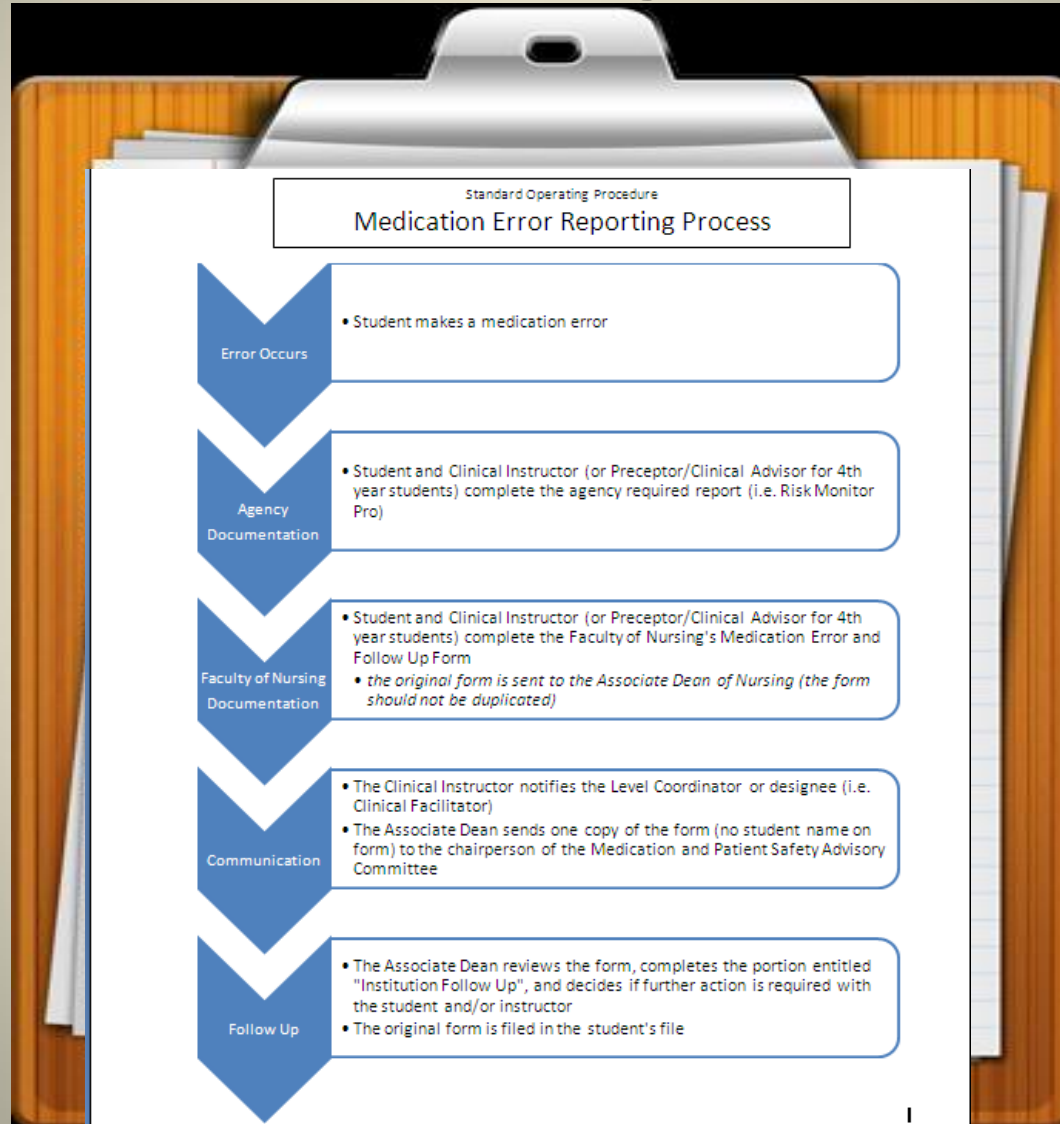 Standard Operating Procedure
Medication Error Reporting Process
Error Occurs
• Student makes a medication error
Agency
Documentation
• Student and Clinical Instructor (or Preceptor/Clinical Advisor for 4th
year students) complete the agency required report (i.e. Risk Monitor
Pro)
Faculty of Nursing
Documentation
• Student and Clinical Instructor (or Preceptor/Clinical Advisor for 4th
year students) complete the Faculty of Nursing's Medication Error and
Follow Up Form
• the original form is sent to the Associate Dean of Nursing (the form
should not be duplicated)
Communication
• The Clinical Instructor notifies the Level Coordinator or designee (i.e.
Clinical Facilitator)
• The Associate Dean sends one copy of the form (no student name on
form) to the chairperson of the Medication and Patient Safety Advisory
Committee
Follow Up
• The Associate Dean reviews the form, completes the portion entitled
"Institution Follow Up", and decides if further action is required with
the student and/or instructor
• The original form is filed in the student's file